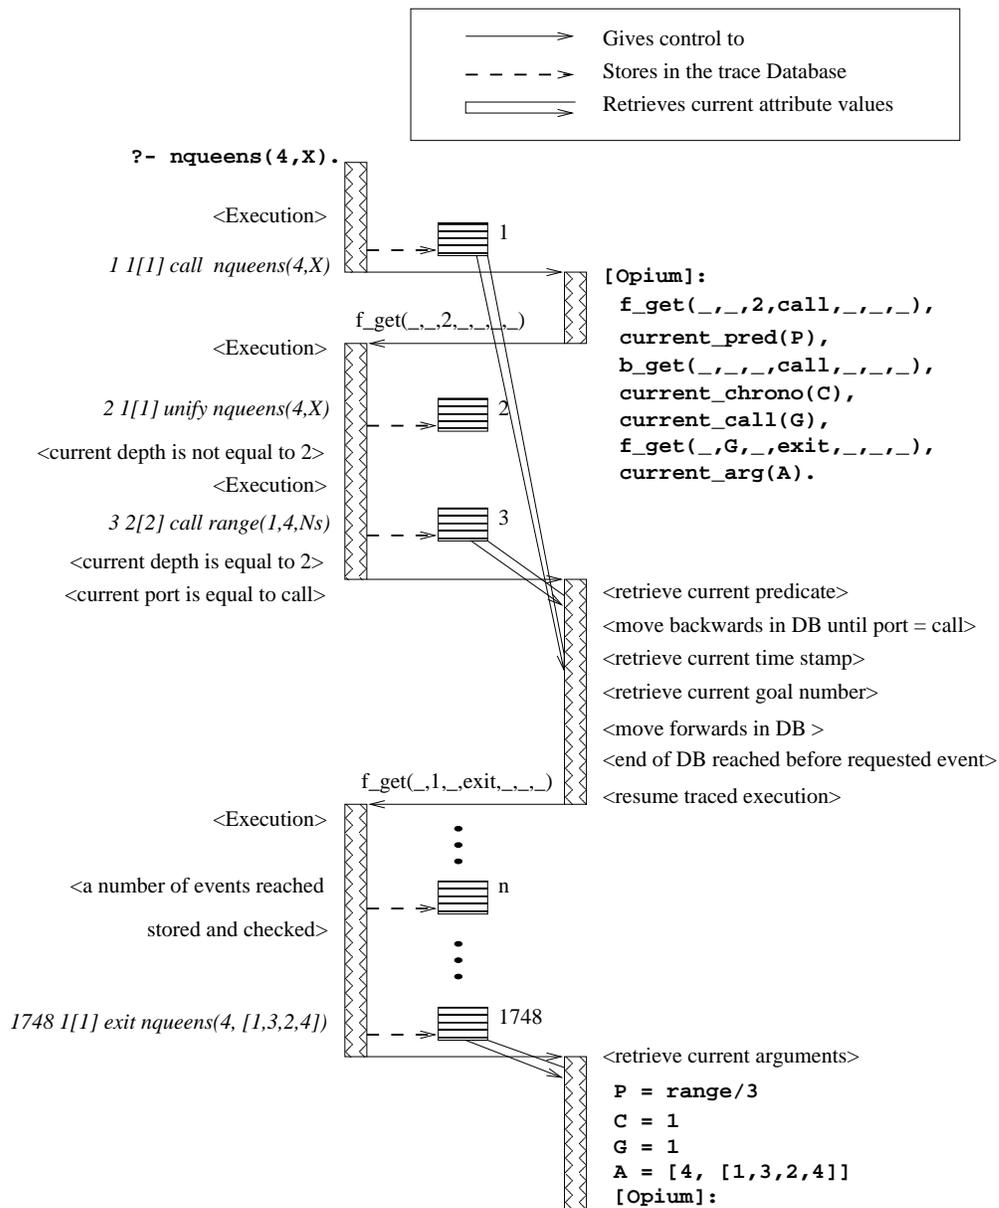 Gives control to
Stores in the trace Database
Retrieves current attribute values
?- nqueens(4,X).
<Execution>
1
1 1[1] call nqueens(4,X)
[Opium]:
f_get(_,_,2,call,_,_,_),
f_get(_,_,2,_,_,_,_)
current_pred(P),
<Execution>
b_get(_,_,_,call,_,_,_),
current_chrono(C),
2 1[1] unify nqueens(4,X)
2
current_call(G),
<current depth is not equal to 2>
f_get(_,G,_,exit,_,_,_),
current_arg(A).
<Execution>
3 2[2] call range(1,4,Ns)
3
<current depth is equal to 2>
<current port is equal to call>
<retrieve current predicate>
<move backwards in DB until port = call>
<retrieve current time stamp>
<retrieve current goal number>
<move forwards in DB >
<end of DB reached before requested event>
f_get(_,1,_,exit,_,_,_)
<resume traced execution>
<Execution>
<a number of events reached
n
stored and checked>
1748 1[1] exit nqueens(4, [1,3,2,4])
1748
<retrieve current arguments>
P = range/3
C = 1
G = 1
A = [4, [1,3,2,4]]
[Opium]: